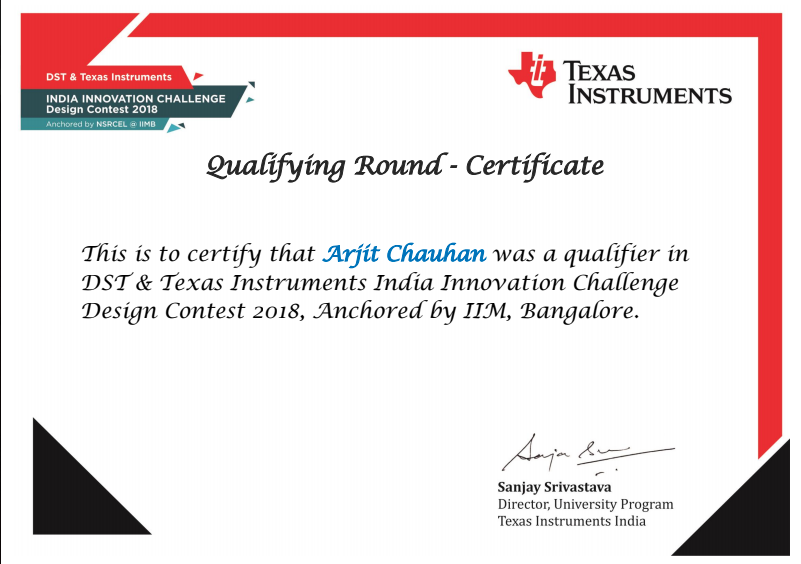 DST & Texas Instruments
INDIA INNOVATION CHALLENGE
Design Contest 2018
Anchored by NSRCEL @ IIMB
TEXAS
INSTRUMENTS
Qualifying Round - Certificate
This is to certify that Arjit Chauhan was a qualifier in
DST & Texas Instruments India Innovation Challenge
Design Contest 2018, Anchored by IIM, Bangalore.
Sanjay Srivastava
Director, University Program
Texas Instruments India